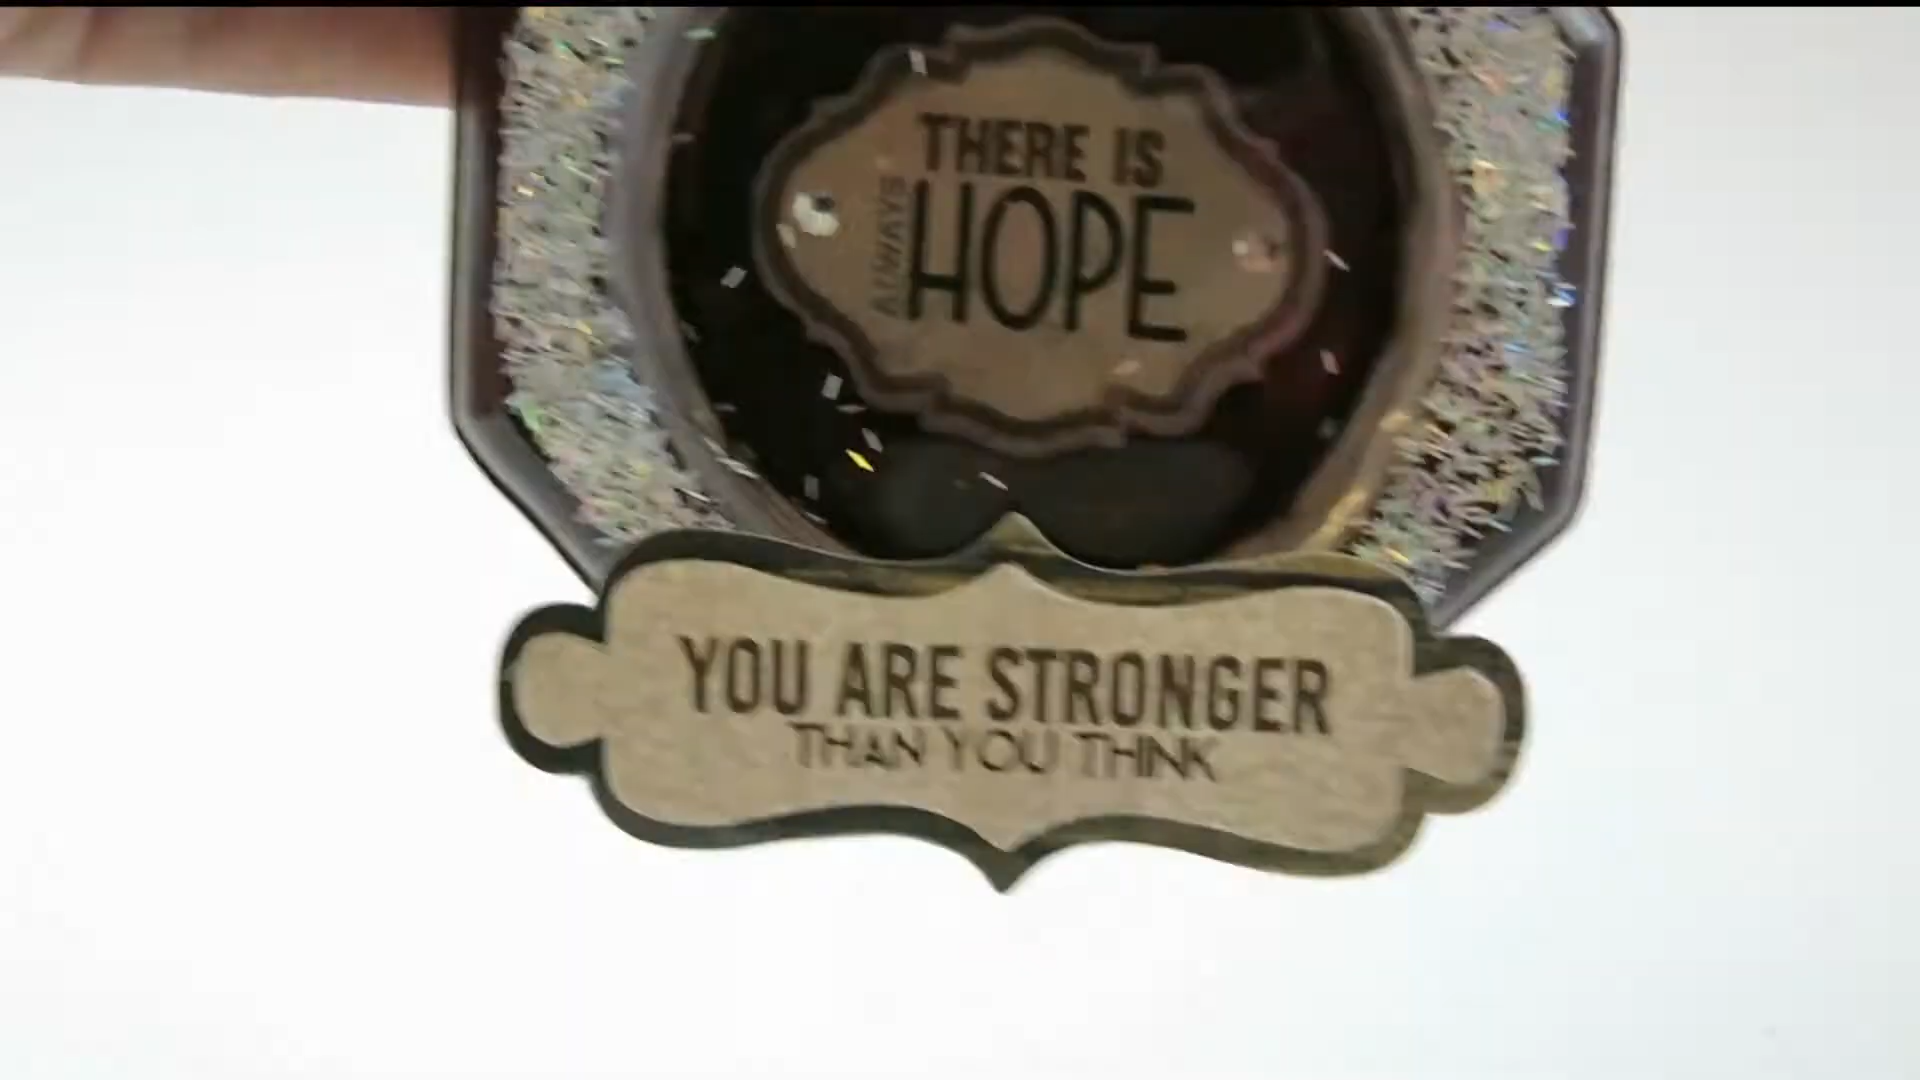 THERE IS
ALWAYS
HOPE
YOU ARE STRONGER
THAN YOU THINK